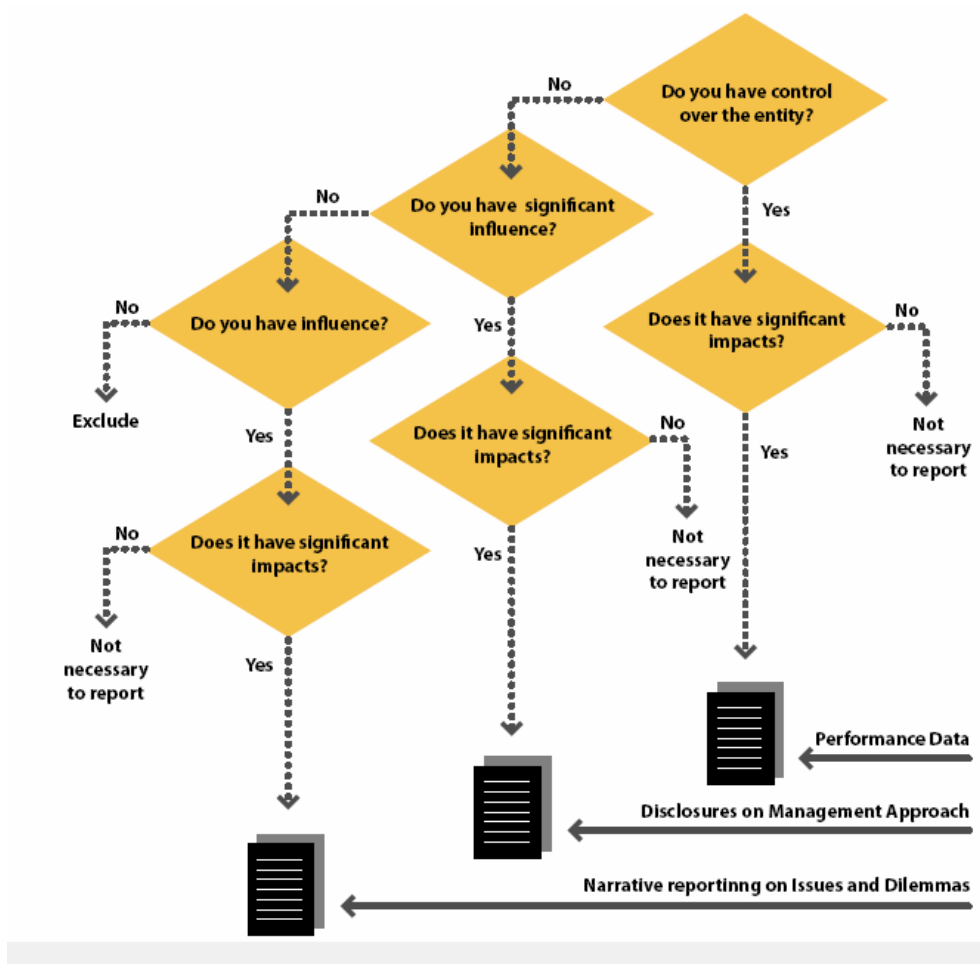 Do you have control
over the entity?
No
Yes
Do you have significant
influence?
No
Yes
Do you have influence?
No
Exclude
Yes
Does it have significant
impacts?
No
Not
necessary
to report
Yes
Does it have significant
impacts?
No
Not
necessary
to report
Yes
Does it have significant
impacts?
No
Not
necessary
to report
Yes
Performance Data
Disclosures on Management Approach
Narrative reportinng on Issues and Dilemmas